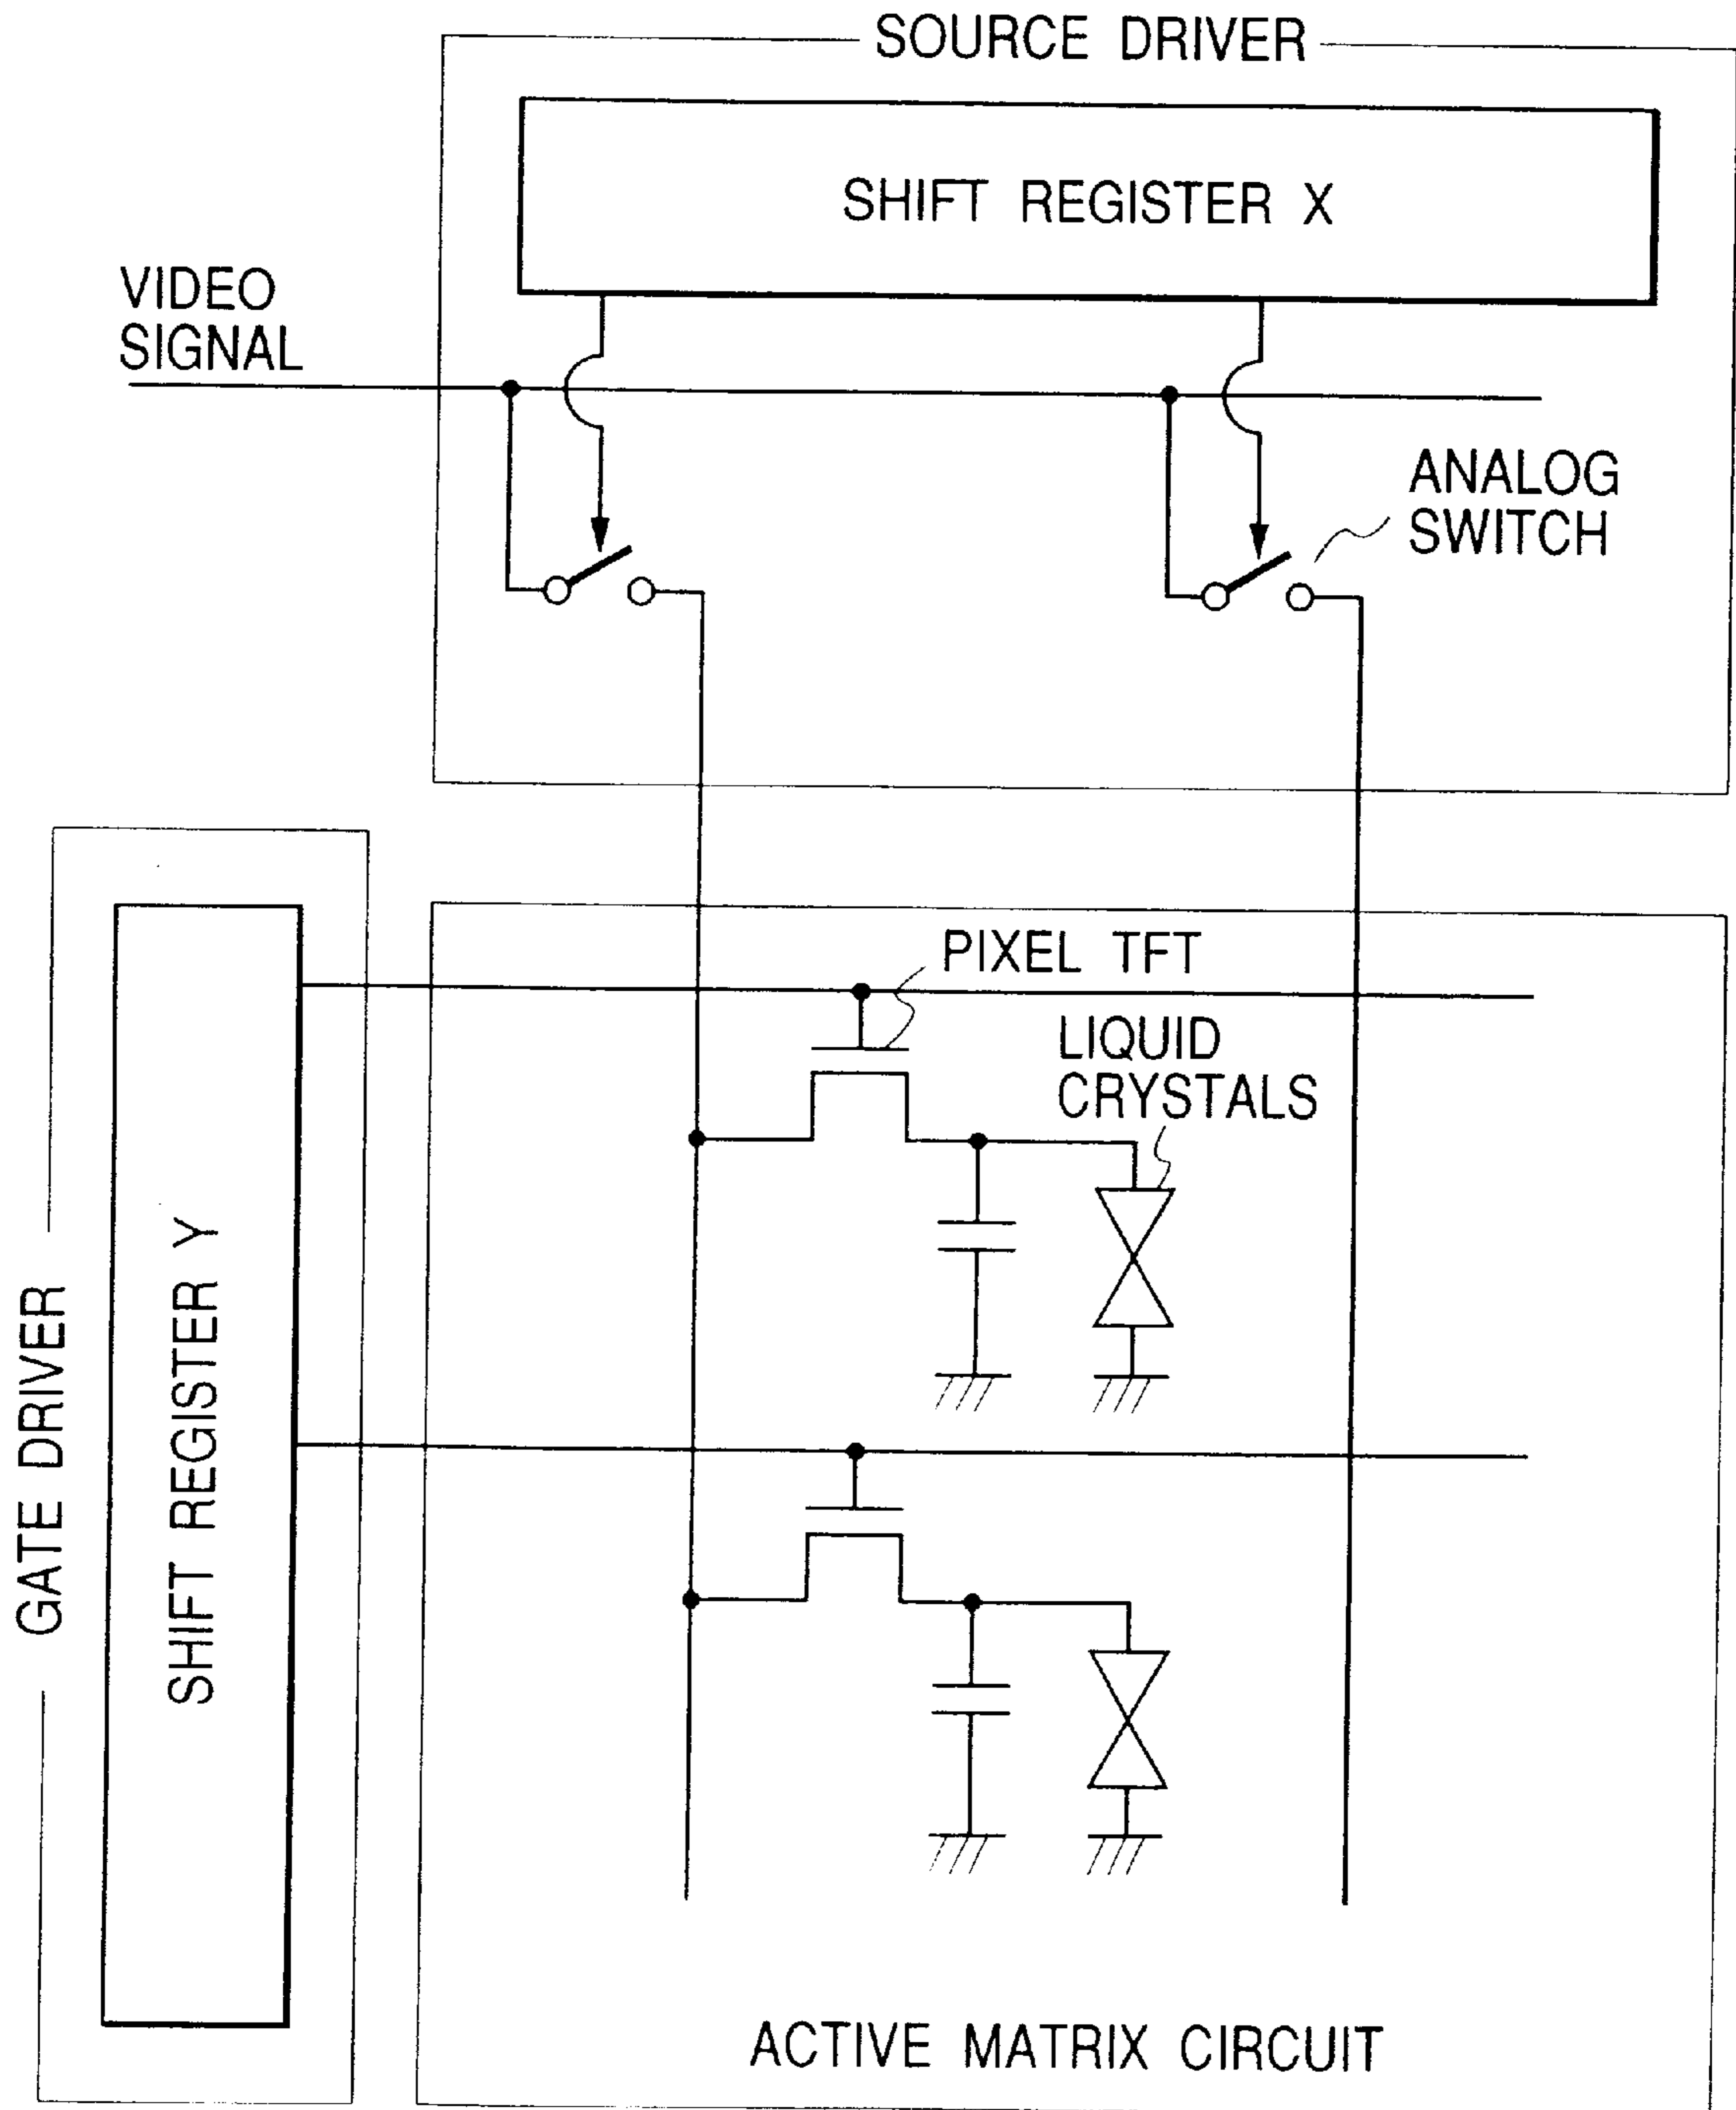 SOURCE DRIVER
SHIFT REGISTER X
VIDEO
SIGNAL
ANALOG
SWITCH
PIXEL TFT
LIQUID
CRYSTALS
GATE DRIVER
SHIFT REGISTER Y
ACTIVE MATRIX CIRCUIT